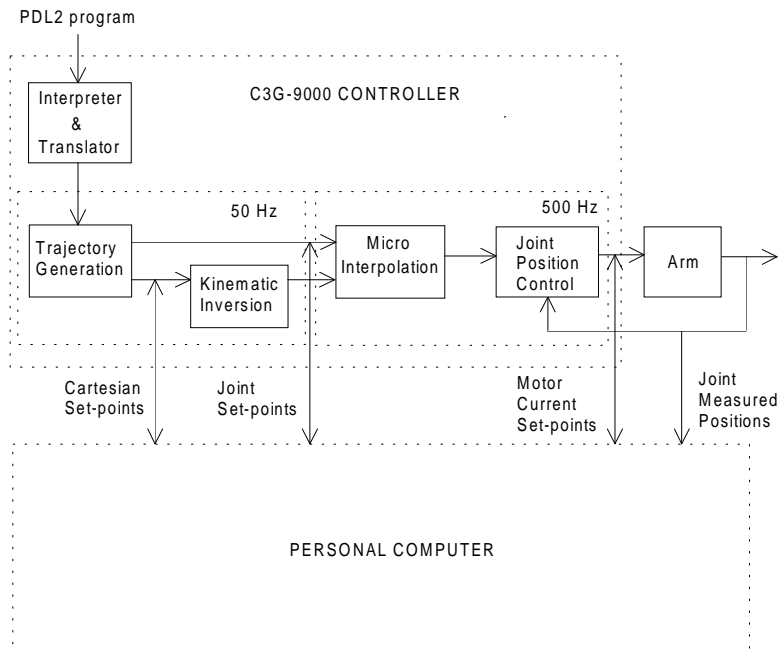 PDL2 program
C3G-9000 CONTROLLER
Interpreter
&
Translator
50 Hz
500 Hz
Trajectory
Generation
Kinematic
Inversion
Micro
Interpolation
Joint
Position
Control
Arm
Cartesian
Set-points
Joint
Set-points
Motor
Current
Set-points
Joint
Measured
Positions
PERSONAL COMPUTER